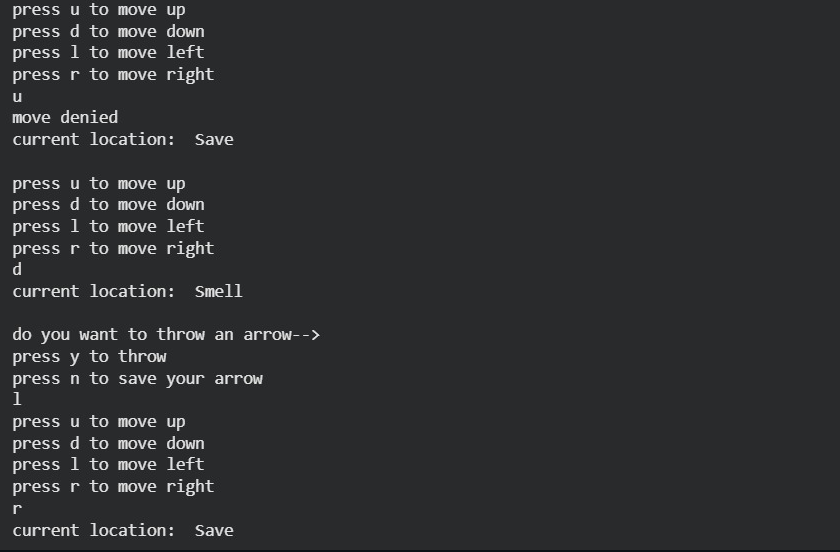 press u to move up
press d to move down
press l to move left
press r to move right
u
move denied
current location:  Save
press u to move up
press d to move down
press l to move left
press r to move right
d
current location:  Smell
do you want to throw an arrow-->
press y to throw
press n to save your arrow
l
press u to move up
press d to move down
press l to move left
press r to move right
r
current location:  Save